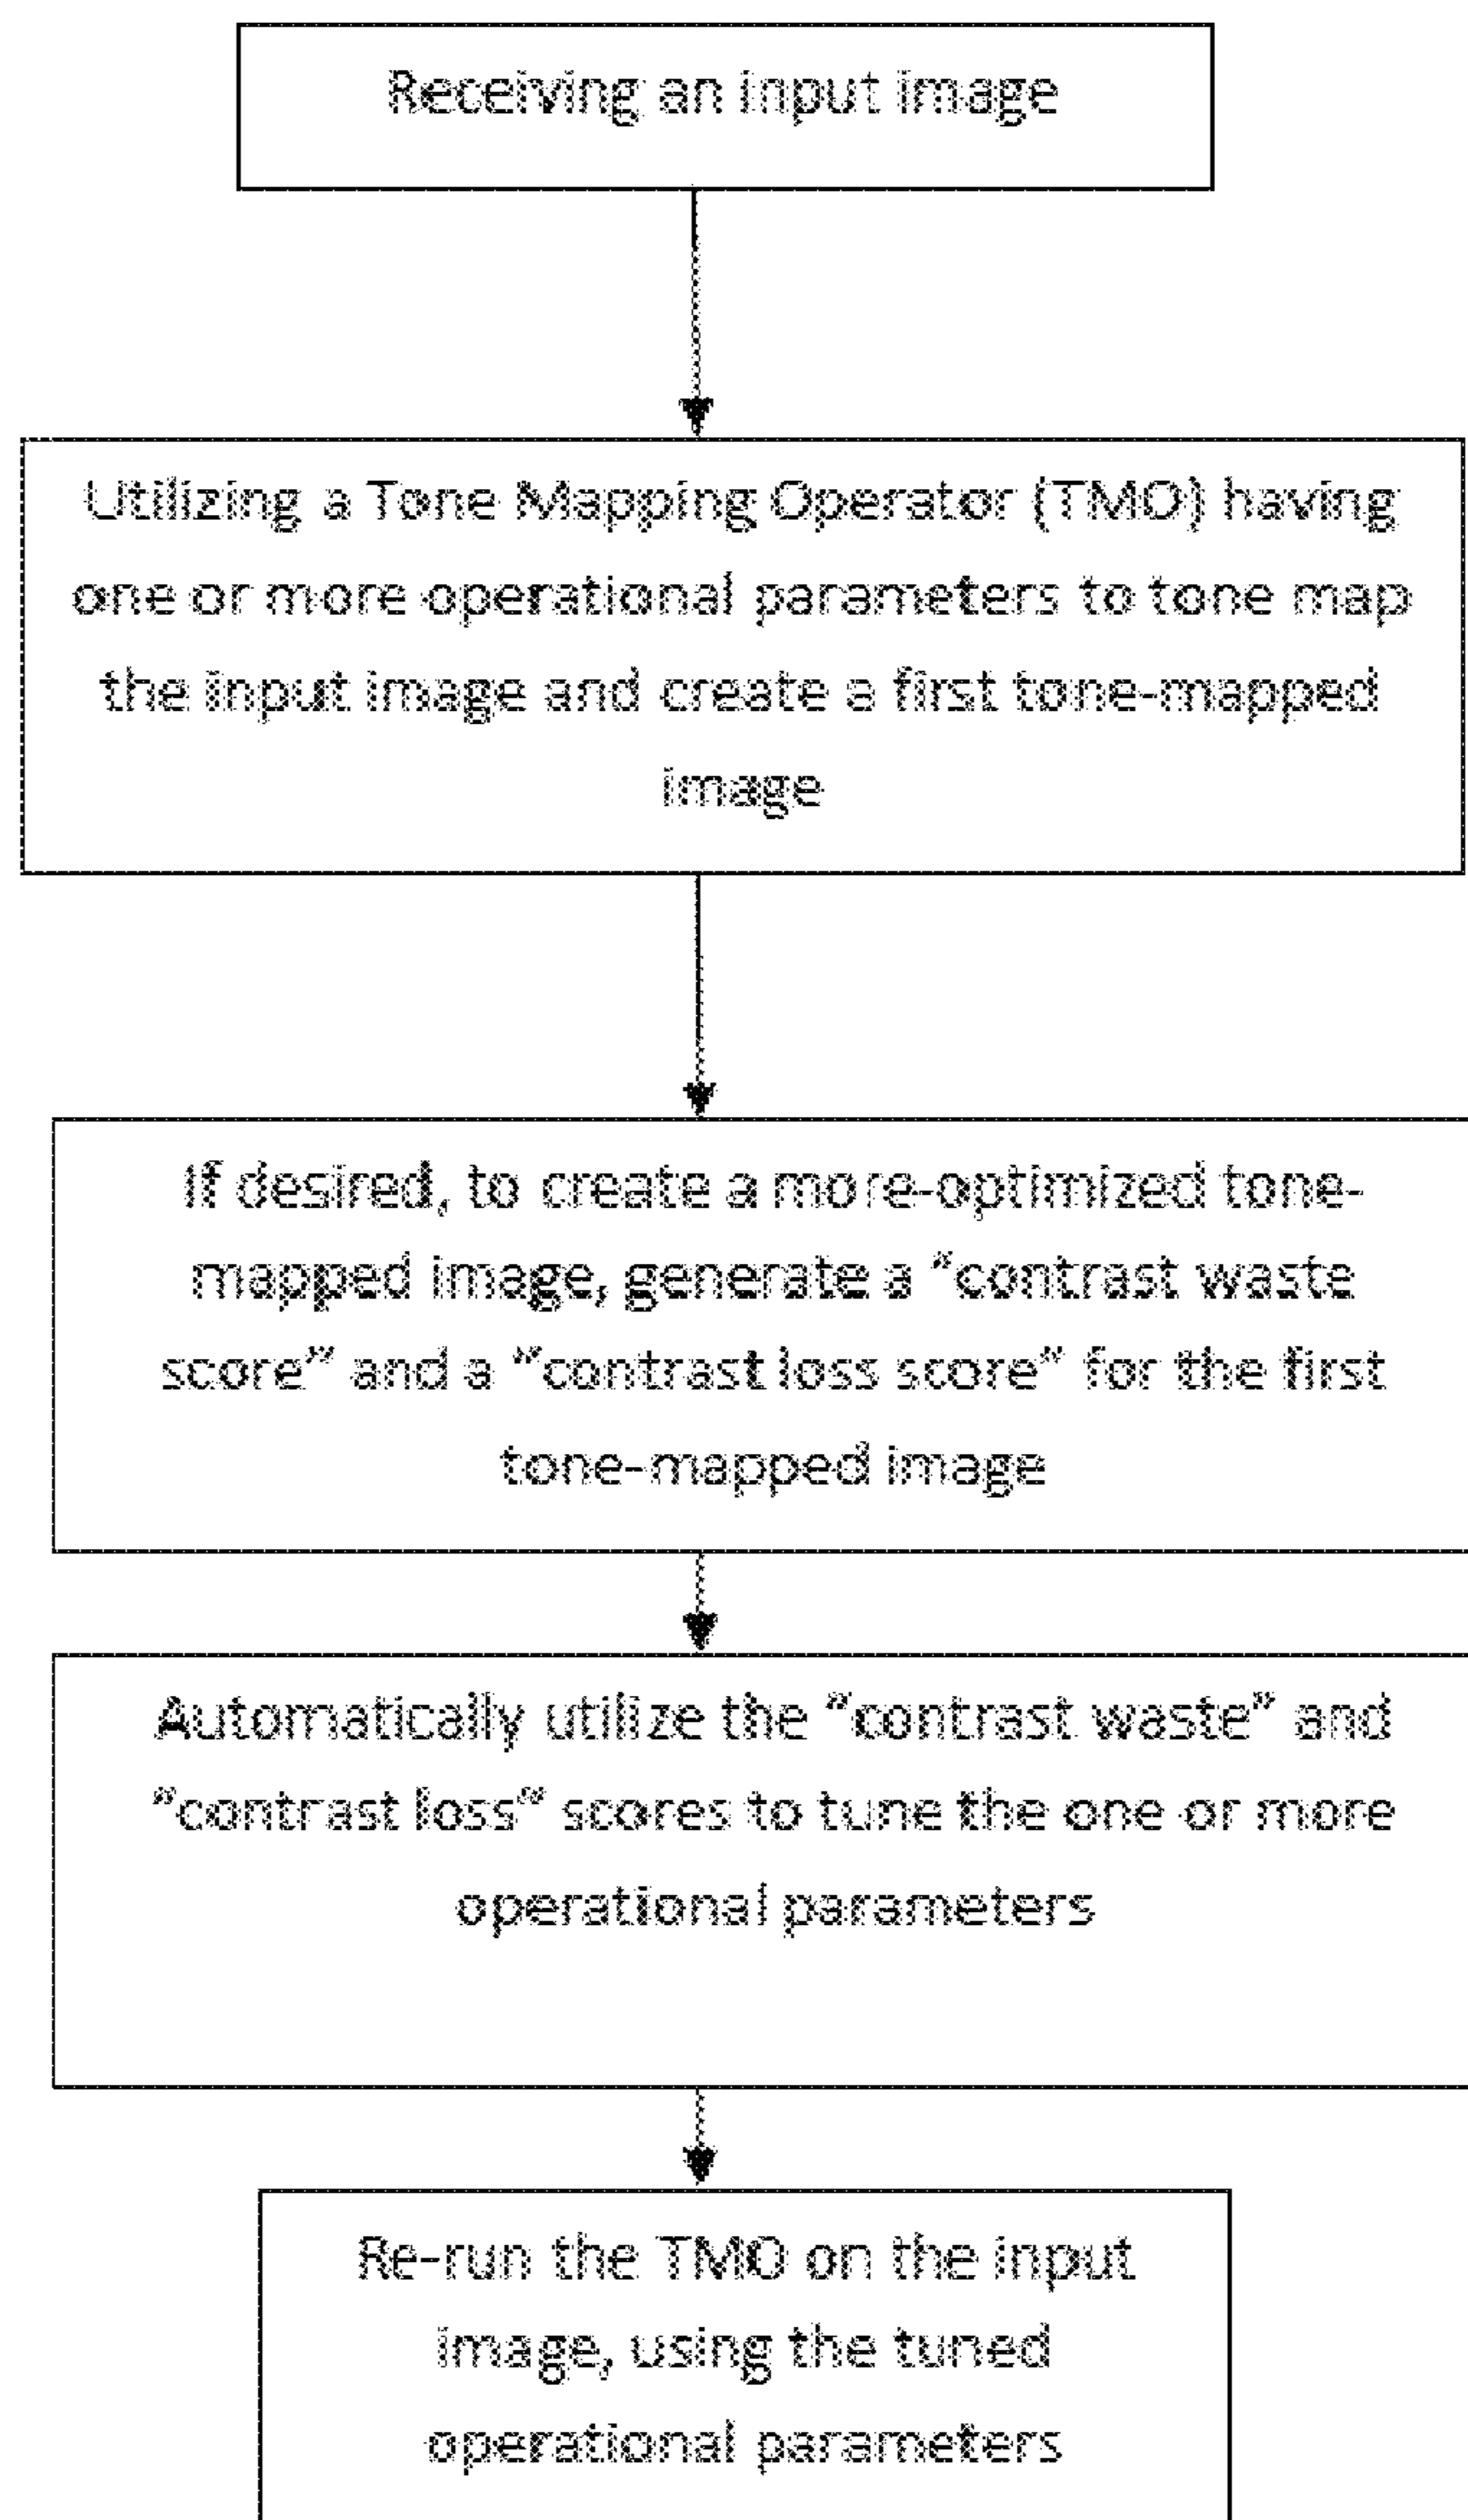 Receiving an input image
Utilizing a Tone Mapping Operator (TMO) having
one or more operational parameters to tone map
the input image and create a first tone-mapped
image
If desired, to create a more-optimized tone-
mapped image, generate a “contrast waste
score” and a “contrast loss score” for the first
tone-mapped image
Automatically utilize the “contrast waste” and
“contrast loss” scores to tune the one or more
operational parameters
Re-run the TMO on the input
image, using the tuned
operational parameters